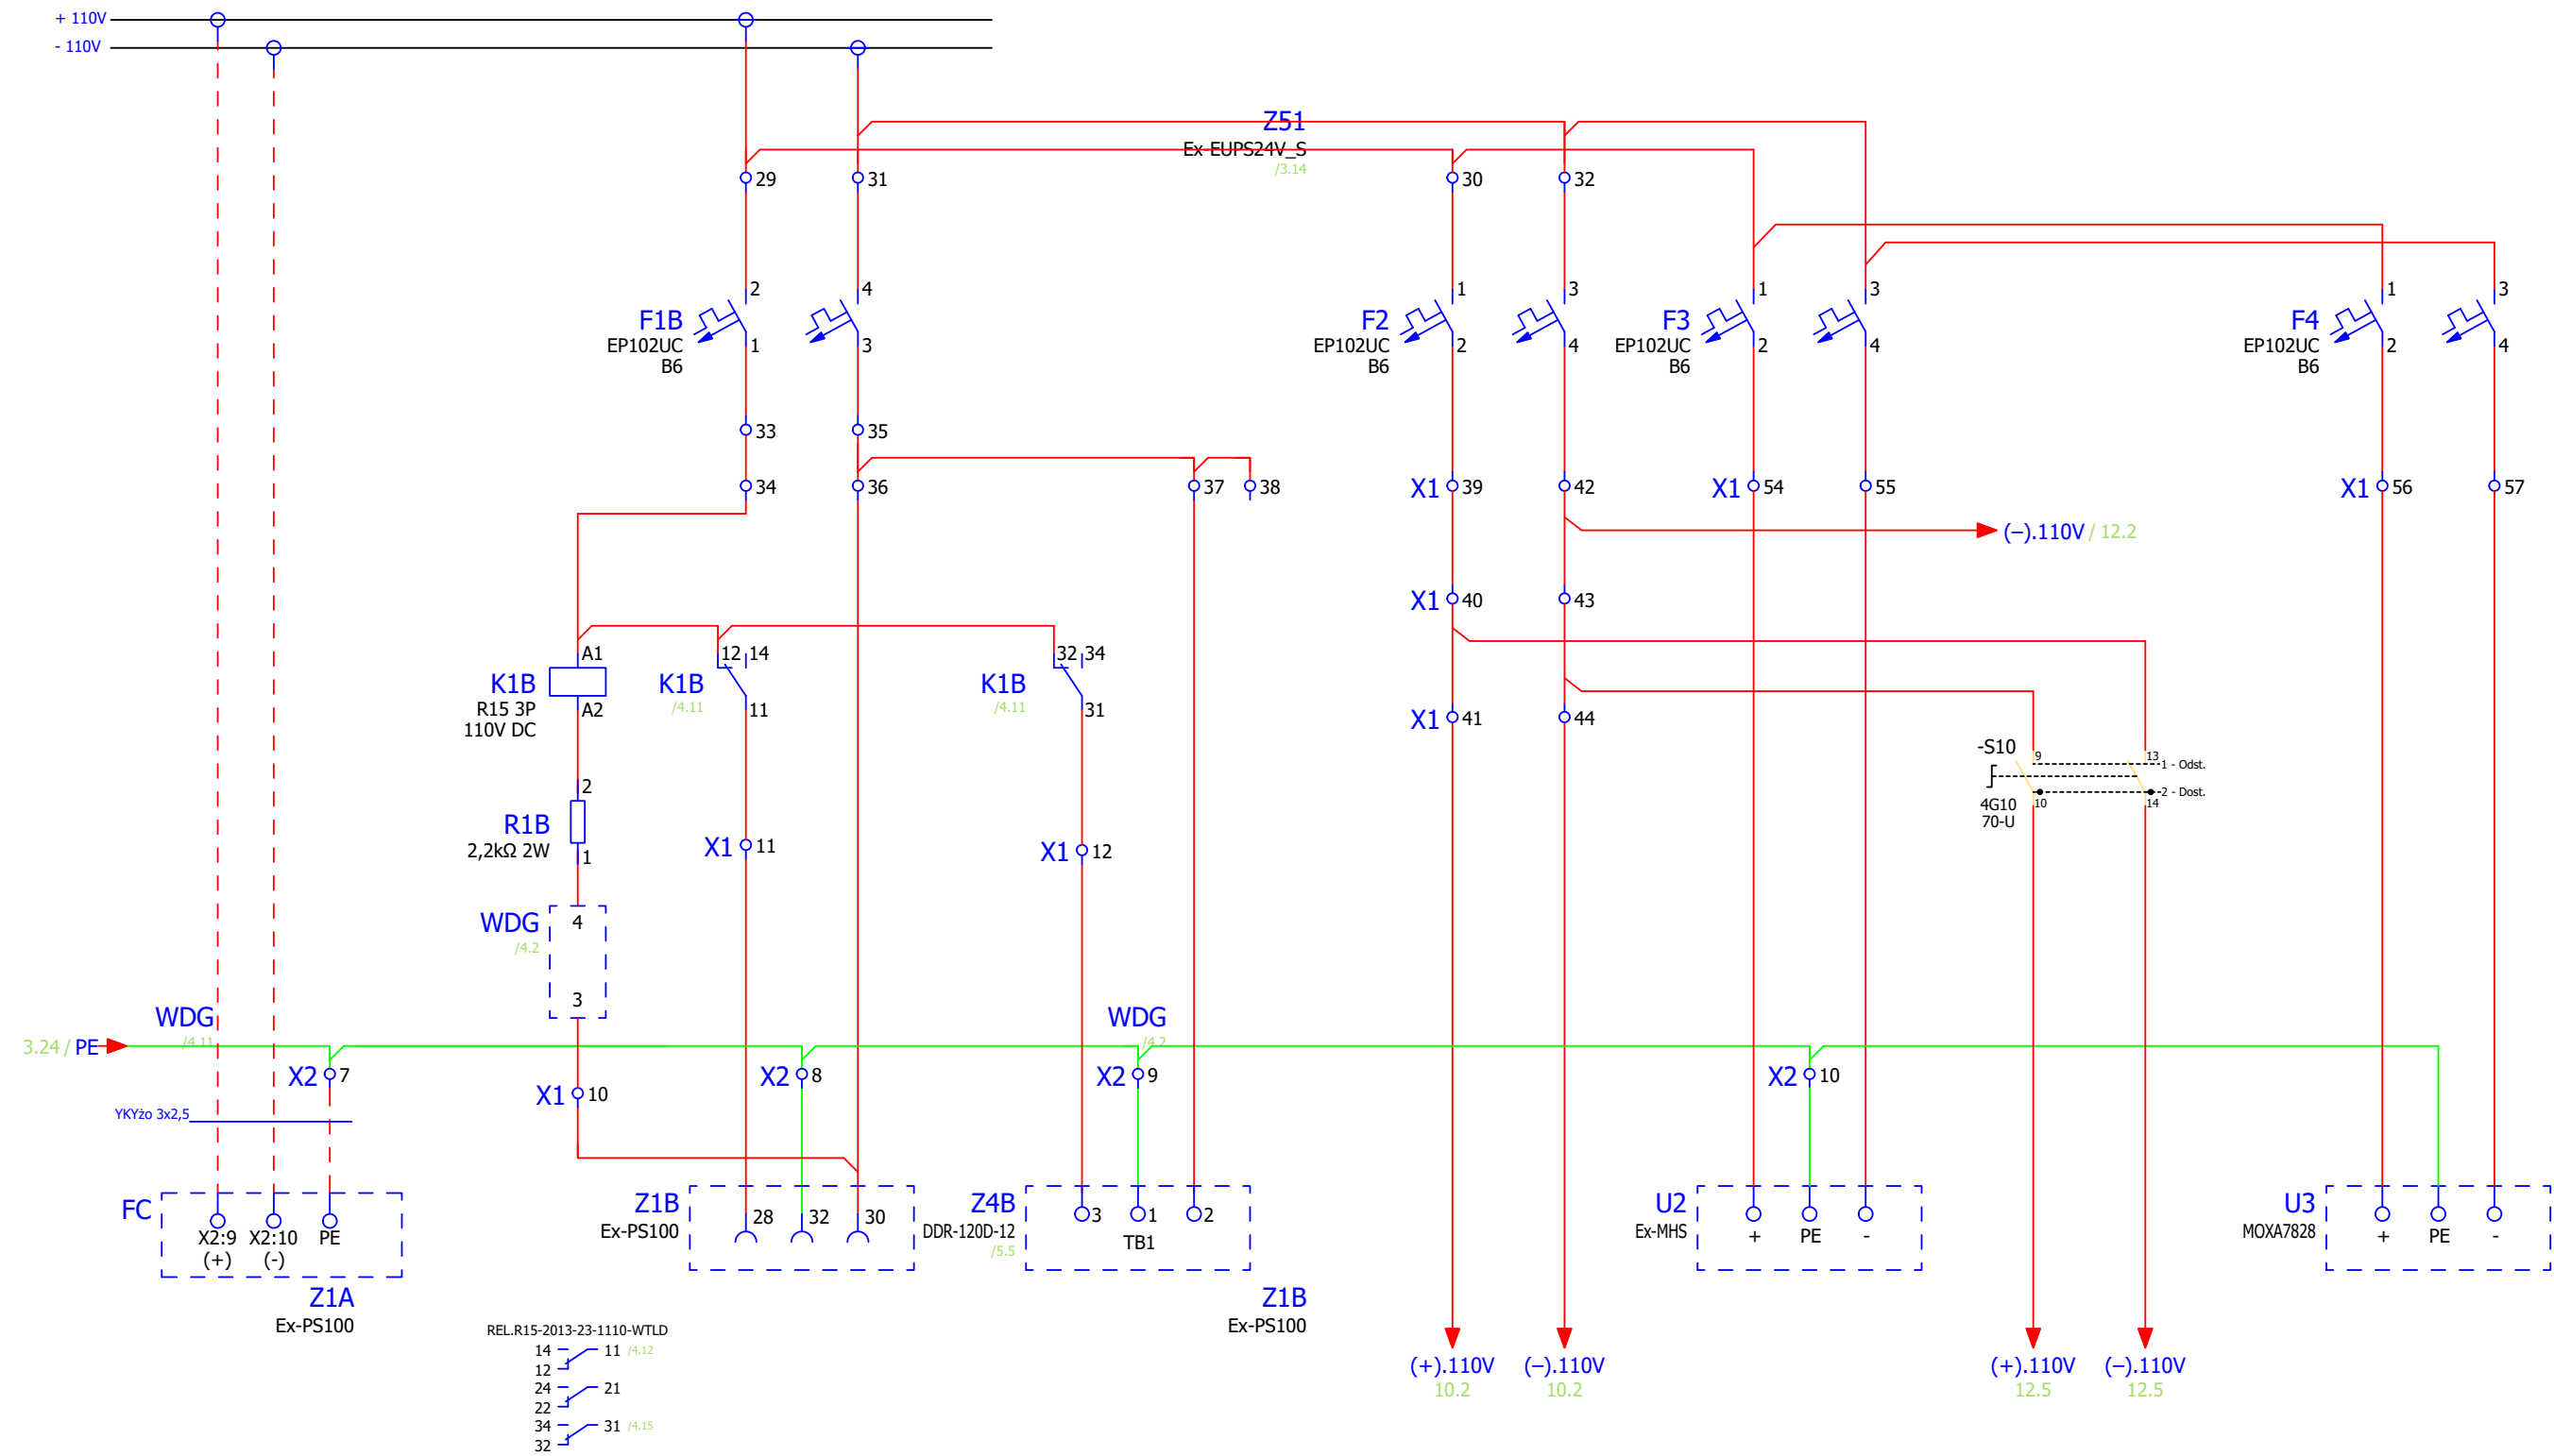 + 110V
- 110V
Z51
Ex-EUPS24V_S
/3.14
29
31
30
32
F1B
EP102UC
B6
2
1
4
3
F2
EP102UC
B6
1
2
3
4
F3
EP102UC
B6
1
2
3
4
F4
EP102UC
B6
1
2
3
4
33
35
34
36
37
38
X1 39
42
X1 54
55
X1 56
57
(–).110V / 12.2
X1 40
43
K1B
R15 3P
110V DC
A1
A2
K1B
/4.11
12 14
11
K1B
/4.11
32 34
31
X1 41
44
-S10
4G10
70-U
9
10
13
14
1 - Odst.
2 - Dost.
R1B
2,2kΩ 2W
2
1
X1 11
X1 12
WDG
/4.2
4
3
WDG
/4.11
WDG
/4.2
3.24 / PE
X2 7
X1 10
X2 8
X2 9
X2 10
YKYżo 3x2,5
FC
X2:9
(+)
X2:10
(-)
PE
Z1A
Ex-PS100
Z1B
Ex-PS100
28
32
30
Z4B
DDR-120D-12
/5.5
3
1
2
TB1
Z1B
Ex-PS100
U2
Ex-MHS
+
PE
-
U3
MOXA7828
+
PE
-
REL.R15-2013-23-1110-WTLD
14 11 /4.12
12
24 21
22
34 31 /4.15
32
(+).110V
10.2
(–).110V
10.2
(+).110V
12.5
(–).110V
12.5